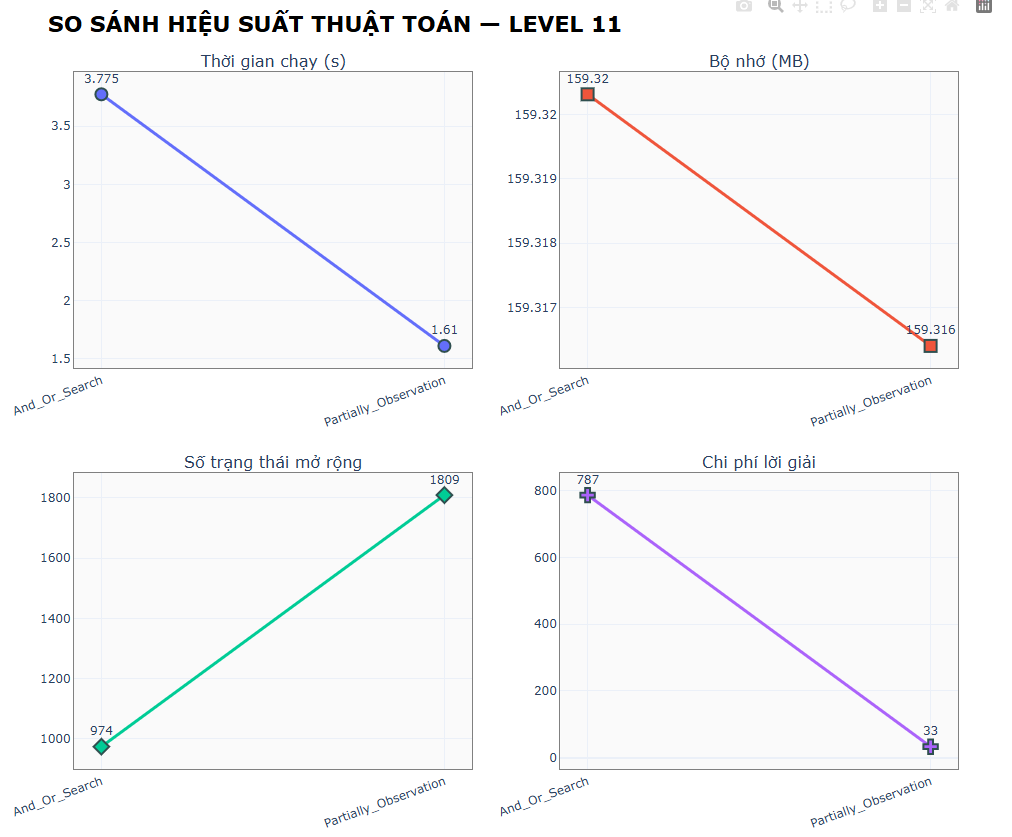 SO SÁNH HIỆU SUẤT THUẬT TOÁN — LEVEL 11
Thời gian chạy (s)
3.775
3.5
3
2.5
2
1.61
1.5
And_Or_Search
Partially_Observation
Bộ nhớ (MB)
159.32
159.32
159.319
159.318
159.317
159.316
And_Or_Search
Partially_Observation
Số trạng thái mở rộng
1809
1800
1600
1400
1200
974
1000
And_Or_Search
Partially_Observation
Chi phí lời giải
787
800
600
400
200
33
0
And_Or_Search
Partially_Observation